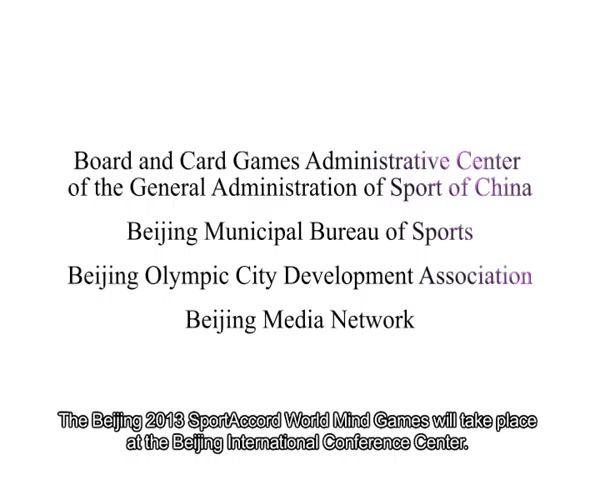 Board and Card Games Administrative Center
of the General Administration of Sport of China
Beijing Municipal Bureau of Sports
Beijing Olympic City Development Association
Beijing Media Network
The Beijing 2013 SportAccord World Mind Games will take place
at the Beijing International Conference Center.